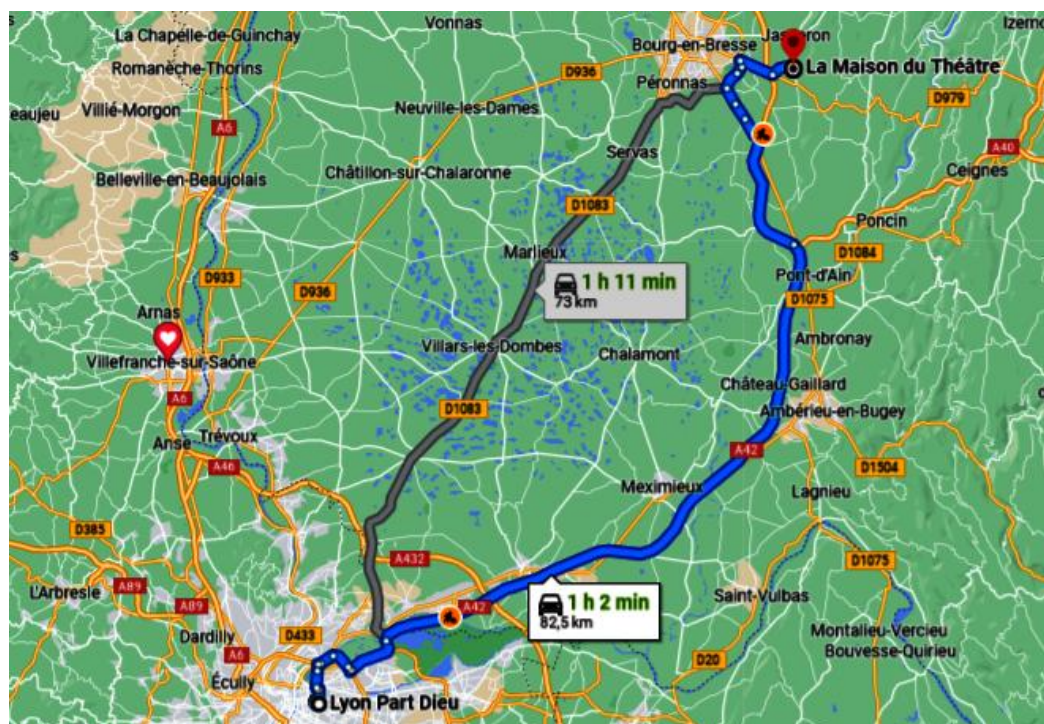 La Chapelle-de-Guinchay
Vonnas
Bourg-en-Bresse
Izerno
Romanèche-Thorins
D936
La Maison du Théâtre
Péronnas
Villié-Morgon
eaujeu
Neuville-les-Dames
D979
A6
Servas
A40
Belleville-en-Beaujolais
Châtillon-sur-Chalaronne
Ceignes
D1083
Poncin
Marlieux
D1084
D933
D936
Pont-d'Ain
1 h 11 min
73 km
D1075
Arnas
Ambronay
Villefranche-sur-Saône
Villars-les-Dombes
Chalamont
Château-Gaillard
A6
D1083
Ambérieu-en-Bugey
Anse
Trévoux
A42
A46
D1504
Meximieux
Lagnieu
D385
A432
D1075
L'Arbresle
A89
A42
1 h 2 min
82,5 km
Saint-Vulbas
A89
Dardilly
D433
Montalieu-Vercieu
A6
Bouvesse-Quirieu
D20
Écully
Lyon Part Dieu